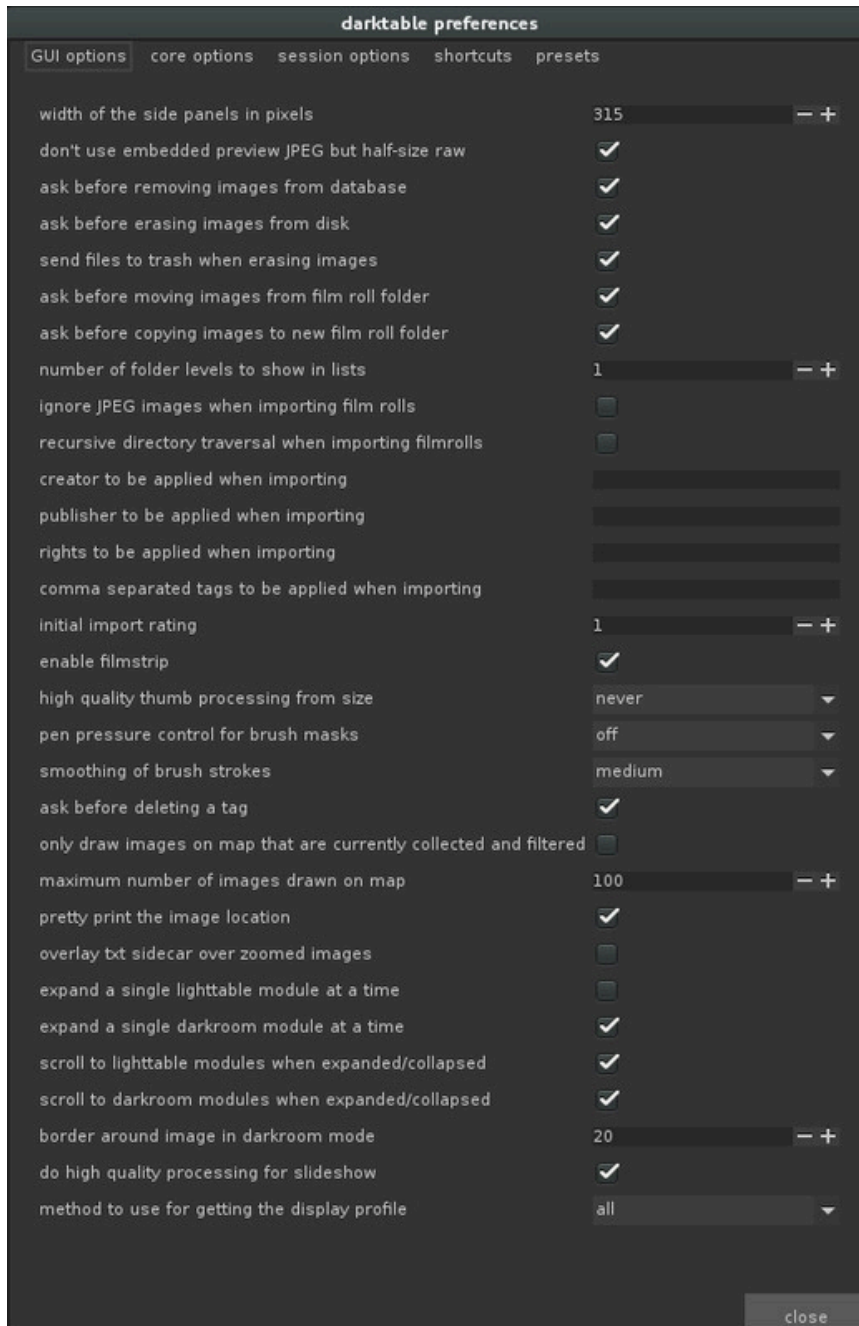 darktable preferences
GUI options core options session options shortcuts presets
width of the side panels in pixels 315
don't use embedded preview JPEG but half-size raw
ask before removing images from database
ask before erasing images from disk
send files to trash when erasing images
ask before moving images from film roll folder
ask before copying images to new film roll folder
number of folder levels to show in lists 1
ignore JPEG images when importing film rolls
recursive directory traversal when importing filmrolls
creator to be applied when importing
publisher to be applied when importing
rights to be applied when importing
comma separated tags to be applied when importing
initial import rating 1
enable filmstrip
high quality thumb processing from size never
pen pressure control for brush masks off
smoothing of brush strokes medium
ask before deleting a tag
only draw images on map that are currently collected and filtered
maximum number of images drawn on map 100
pretty print the image location
overlay txt sidecar over zoomed images
expand a single lighttable module at a time
expand a single darkroom module at a time
scroll to lighttable modules when expanded/collapsed
scroll to darkroom modules when expanded/collapsed
border around image in darkroom mode 20
do high quality processing for slideshow
method to use for getting the display profile all
close